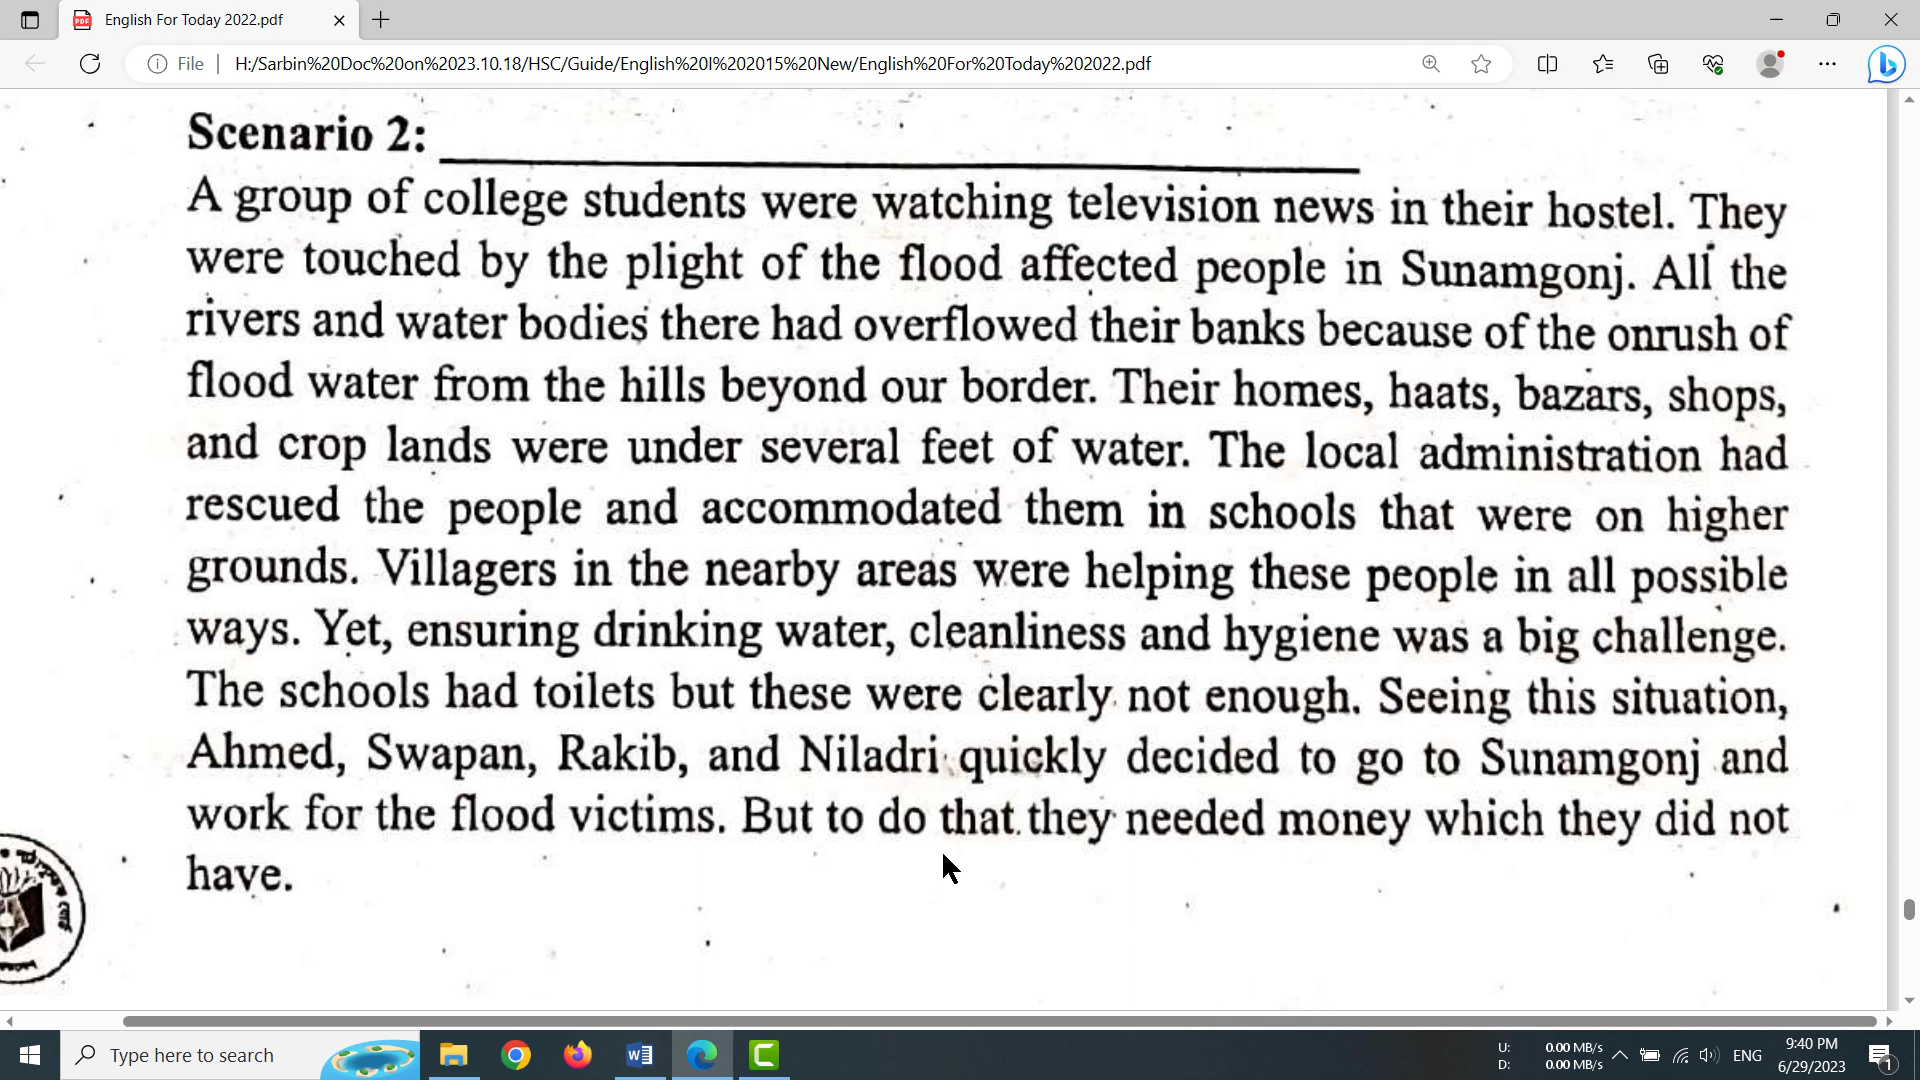 English For Today 2022.pdf
File
H:/Sarbin%20Doc%20on%2023.10.18/HSC/Guide/English%20I%202015%20New/English%20For%20Today%202022.pdf
Scenario 2:
A group of college students were watching television news in their hostel. They
were touched by the plight of the flood affected people in Sunamgonj. All the
rivers and water bodies there had overflowed their banks because of the onrush of
flood water from the hills beyond our border. Their homes, haats, bazars, shops,
and crop lands were under several feet of water. The local administration had
rescued the people and accommodated them in schools that were on higher
grounds. Villagers in the nearby areas were helping these people in all possible
ways. Yet, ensuring drinking water, cleanliness and hygiene was a big challenge.
The schools had toilets but these were clearly not enough. Seeing this situation,
Ahmed, Swapan, Rakib, and Niladri quickly decided to go to Sunamgonj and
work for the flood victims. But to do that they needed money which they did not
have.
Type here to search
U: 0.00 MB/s
D: 0.00 MB/s
ENG
9:40 PM
6/29/2023
1